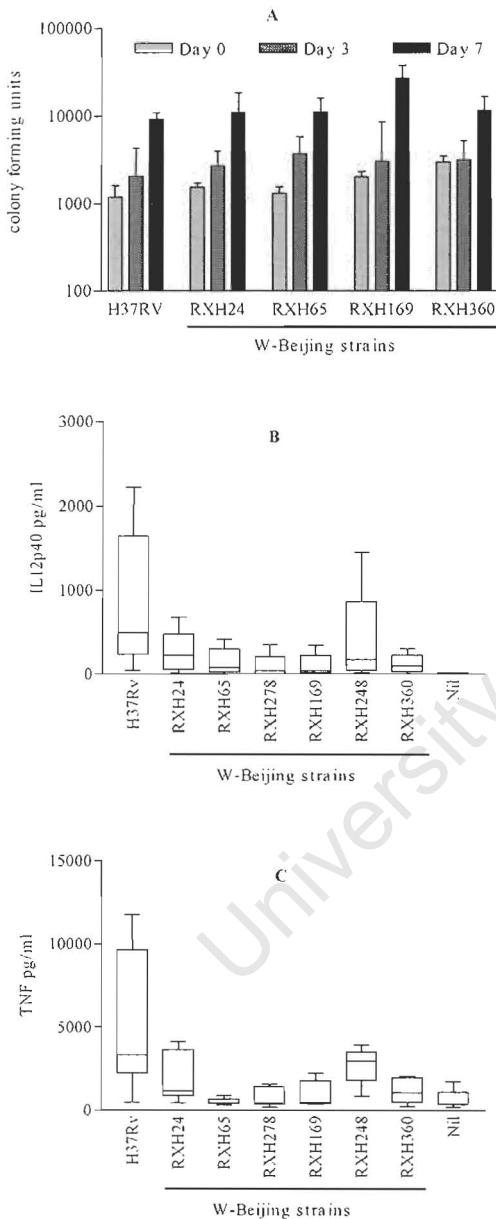 A
Day 0 Day 3 Day 7
colony forming units
100000
10000
1000
100
H37RV RXH24 RXH65 RXH169 RXH360
W-Beijing strains
B
IL12p40 pg/ml
3000
2000
1000
0
H37Rv RXH24 RXH65 RXH278 RXH169 RXH248 RXH360 Nil
W-Beijing strains
C
TNF pg/ml
15000
10000
5000
0
H37Rv RXH24 RXH65 RXH278 RXH169 RXH248 RXH360 Nil
W-Beijing strains
University